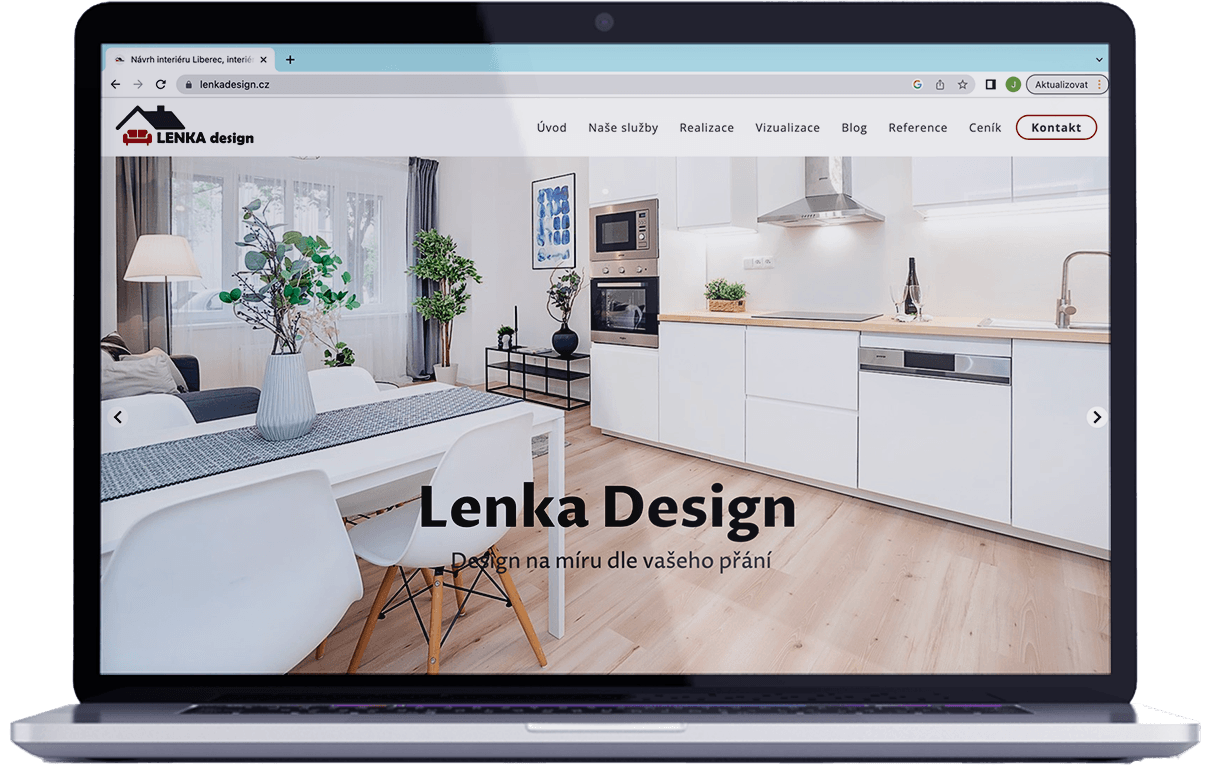 Návrh interiéru Liberec, interié
lenkadesign.cz
Aktualizovat
LENKA design
Úvod Naše služby Realizace Vizualizace Blog Reference Ceník Kontakt
Lenka Design
Design na míru dle vašeho přání